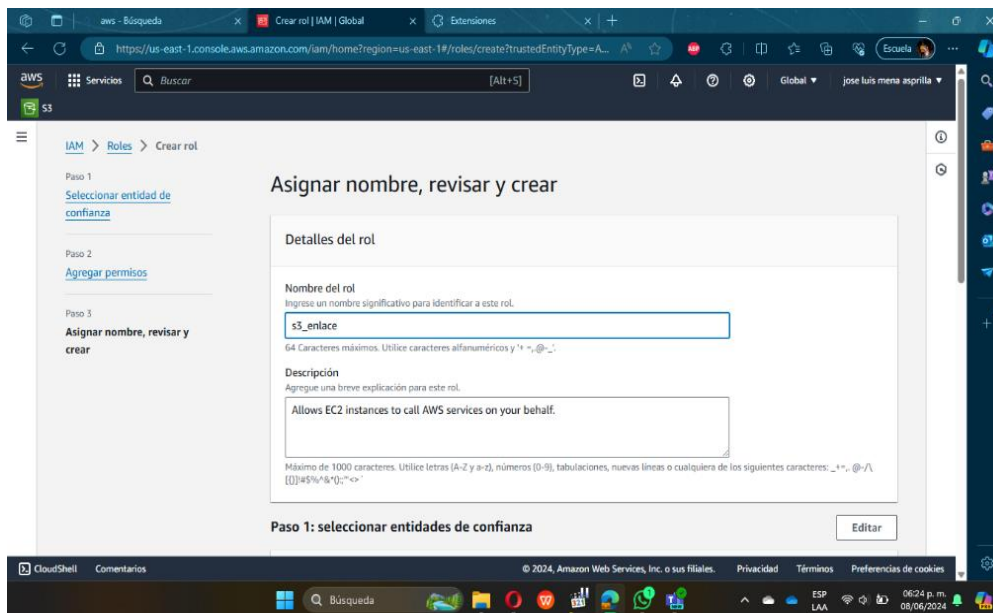 aws - Búsqueda
Crear rol | IAM | Global
Extensiones
https://us-east-1.console.aws.amazon.com/iam/home?region=us-east-1#/roles/create?trustedEntityType=A...
Escuela
aws
Servicios
Buscar
[Alt+S]
Global
jose luis mena asprilla
S3
IAM > Roles > Crear rol
Paso 1
Seleccionar entidad de
confianza
Paso 2
Agregar permisos
Paso 3
Asignar nombre, revisar y
crear
Asignar nombre, revisar y crear
Detalles del rol
Nombre del rol
Ingrese un nombre significativo para identificar a este rol.
s3_enlace
64 Caracteres máximos. Utilice caracteres alfanuméricos y '+=,.@-_'.
Descripción
Agregue una breve explicación para este rol.
Allows EC2 instances to call AWS services on your behalf.
Máximo de 1000 caracteres. Utilice letras (A-Z y a-z), números (0-9), tabulaciones, nuevas líneas o cualquiera de los siguientes caracteres: _+=,. @-/\
[{}]!#$%^&*();:"'<>`
Paso 1: seleccionar entidades de confianza
Editar
CloudShell
Comentarios
© 2024, Amazon Web Services, Inc. o sus filiales.
Privacidad
Términos
Preferencias de cookies
Búsqueda
ESP
LAA
06:24 p. m.
08/06/2024